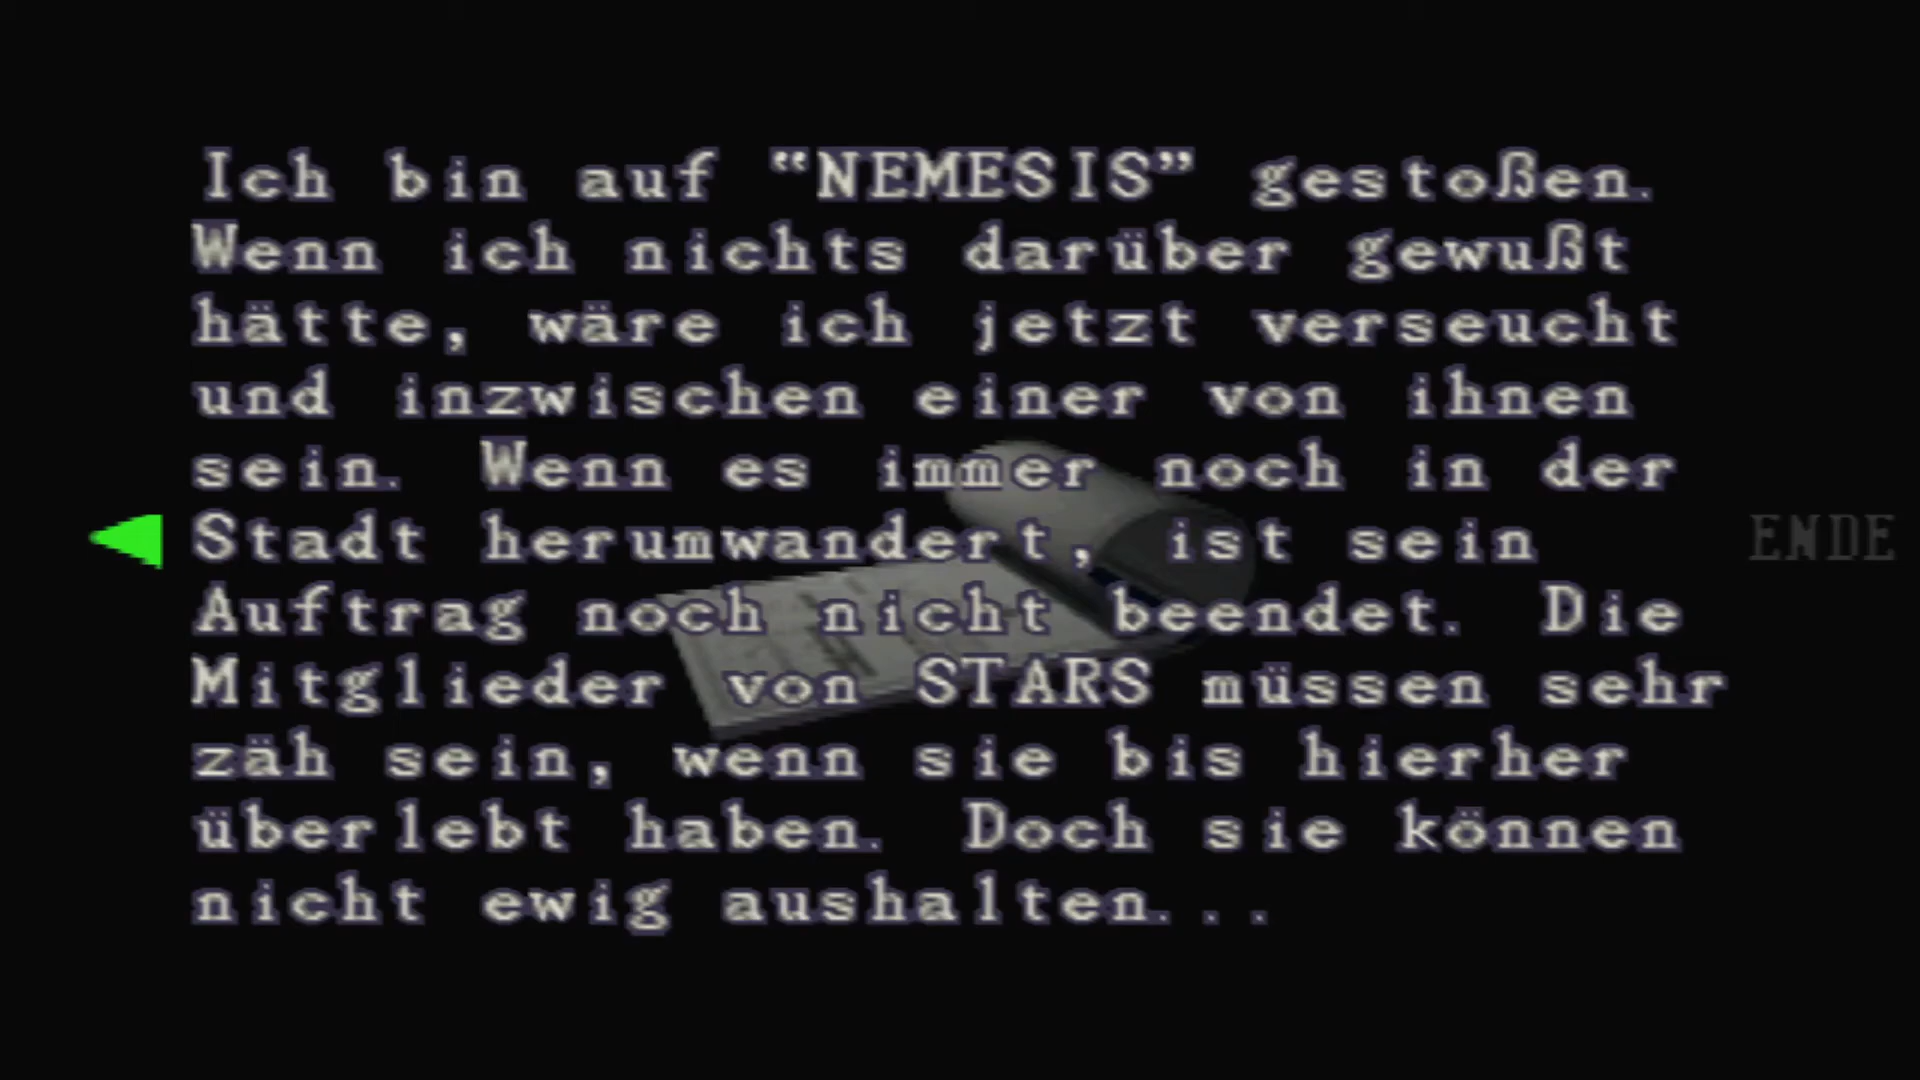 Ich bin auf “NEMESIS” gestoßen.
Wenn ich nichts darüber gewußt
hätte, wäre ich jetzt verseucht
und inzwischen einer von ihnen
sein. Wenn es immer noch in der
Stadt herumwandert, ist sein
ENDE
Auftrag noch nicht beendet. Die
Mitglieder von STARS müssen sehr
zäh sein, wenn sie bis hierher
überlebt haben. Doch sie können
nicht ewig aushalten...